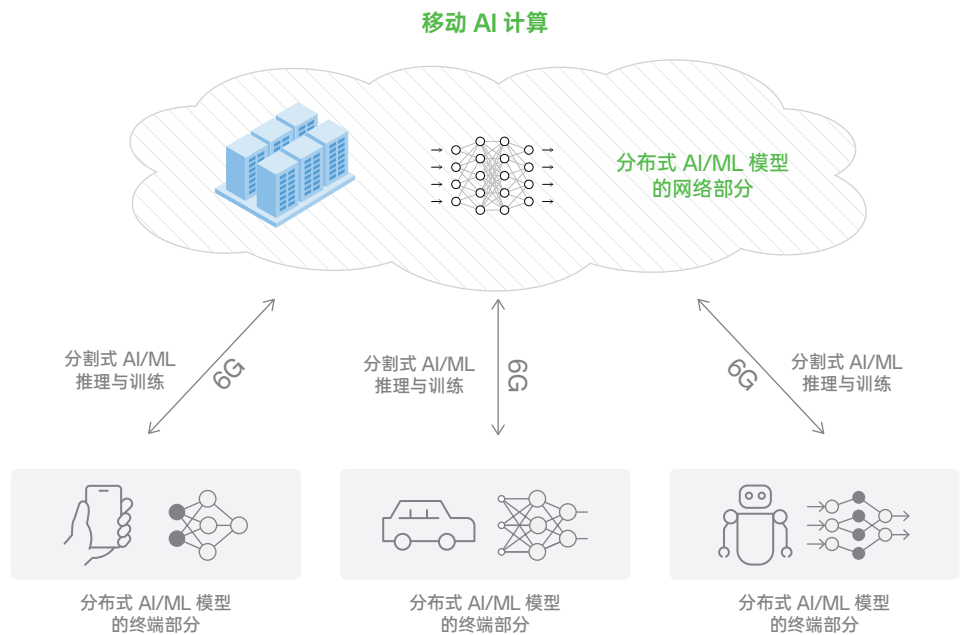 移动 AI 计算
分布式 AI/ML 模型
的网络部分
分割式 AI/ML
推理与训练
6G
分割式 AI/ML
推理与训练
6G
6G
分割式 AI/ML
推理与训练
分布式 AI/ML 模型
的终端部分
分布式 AI/ML 模型
的终端部分
分布式 AI/ML 模型
的终端部分